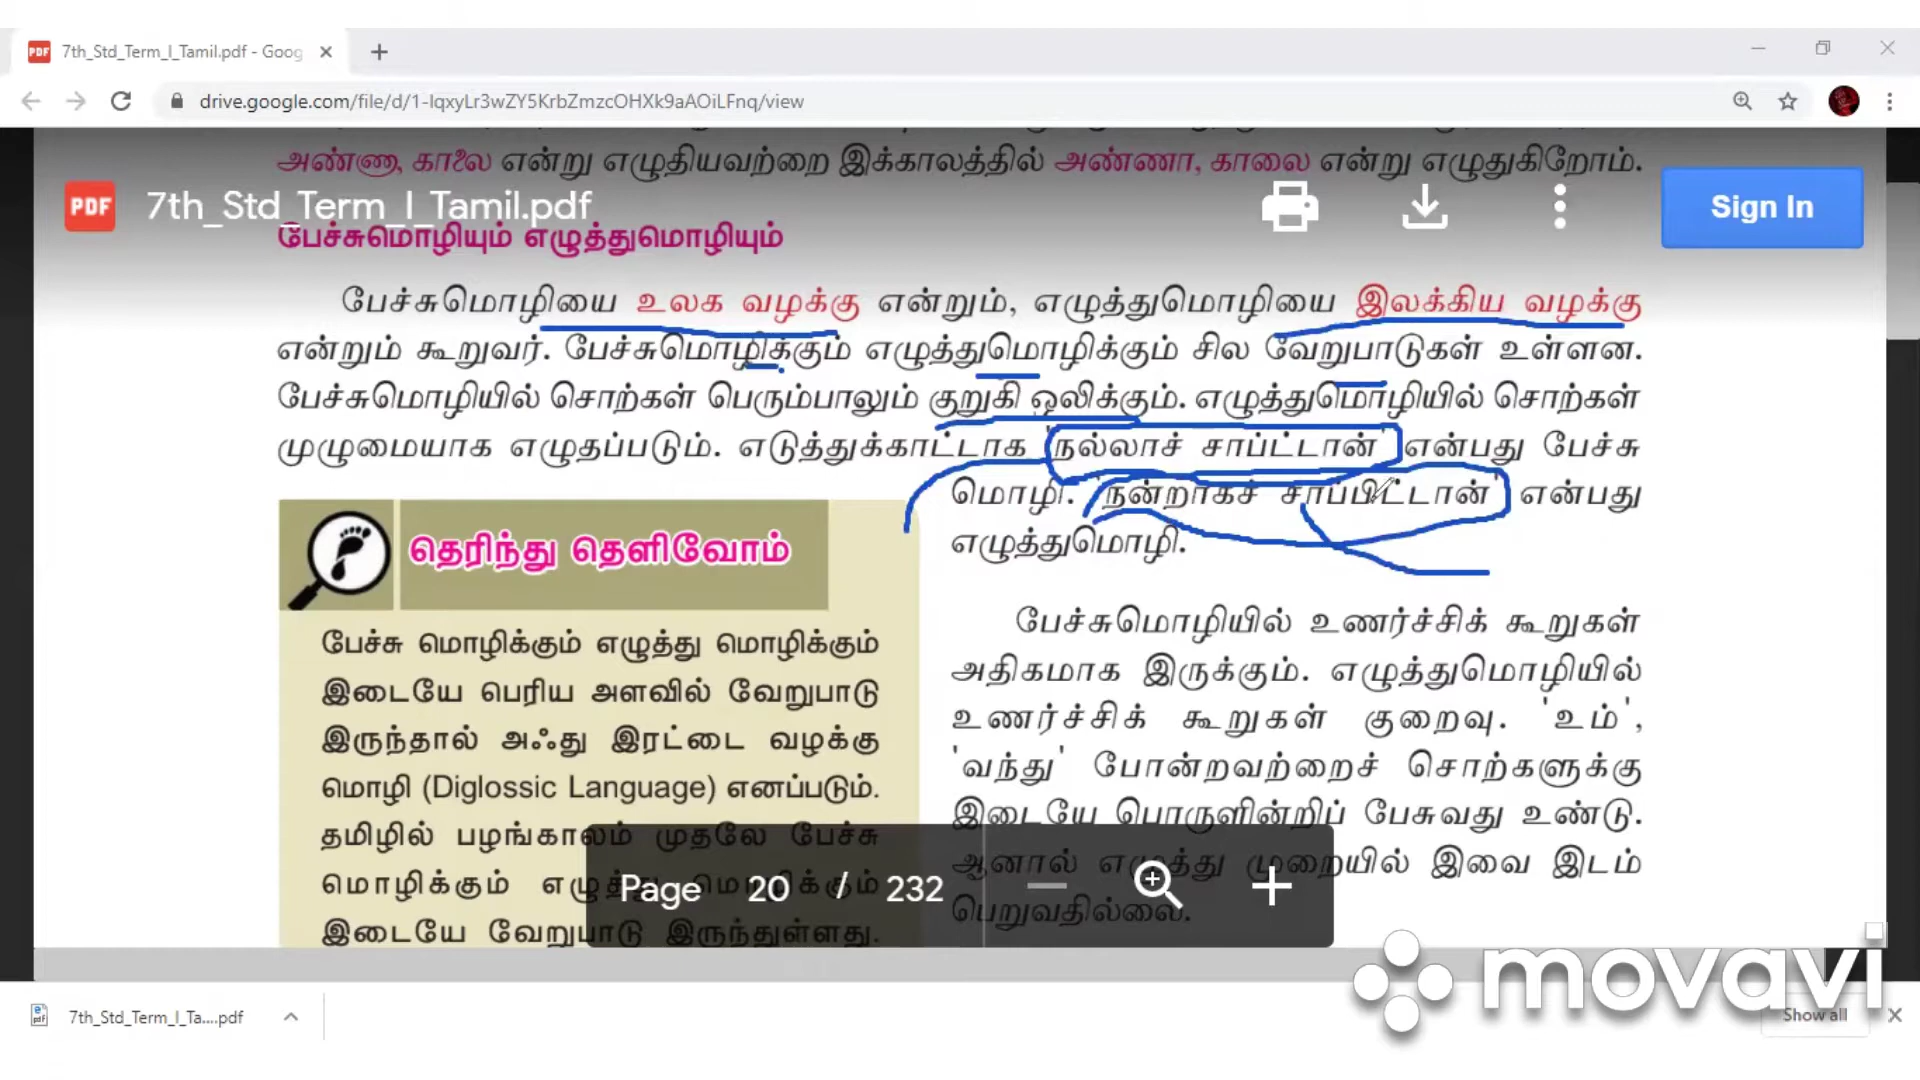 7th_Std_Term_I_Tamil.pdf - Goog
drive.google.com/file/d/1-IqxyLr3wZY5KrbZmzcOHXk9aAOiLFnq/view
அண்ணா, காலை என்று எழுதியவற்றை இக்காலத்தில் அண்ணா, காலை என்று எழுதுகிறோம்.
PDF 7th_Std_Term_I_Tamil.pdf
Sign In
பேச்சுமொழியும் எழுத்துமொழியும்
பேச்சுமொழியை உலக வழக்கு என்றும், எழுத்துமொழியை இலக்கிய வழக்கு
என்றும் கூறுவர். பேச்சுமொழிக்கும் எழுத்துமொழிக்கும் சில வேறுபாடுகள் உள்ளன.
பேச்சுமொழியில் சொற்கள் பெரும்பாலும் குறுகி ஒலிக்கும். எழுத்துமொழியில் சொற்கள்
முழுமையாக எழுதப்படும். எடுத்துக்காட்டாக 'நல்லாச் சாப்ட்டான்' என்பது பேச்சு
மொழி. 'நன்றாகச் சாப்பிட்டான்' என்பது
எழுத்துமொழி.
தெரிந்து தெளிவோம்
பேச்சு மொழிக்கும் எழுத்து மொழிக்கும்
இடையே பெரிய அளவில் வேறுபாடு
இருந்தால் அஃது இரட்டை வழக்கு
மொழி (Diglossic Language) எனப்படும்.
தமிழில் பழங்காலம் முதலே பேச்சு
மொழிக்கும் எழுத்து மொழிக்கும்
இடையே வேறுபாடு இருந்துள்ளது.
பேச்சுமொழியில் உணர்ச்சிக் கூறுகள்
அதிகமாக இருக்கும். எழுத்துமொழியில்
உணர்ச்சிக் கூறுகள் குறைவு. 'உம்',
'வந்து' போன்றவற்றைச் சொற்களுக்கு
இடையே பொருளின்றிப் பேசுவது உண்டு.
ஆனால் எழுத்து முறையில் இவை இடம்
பெறுவதில்லை.
Page 20 / 232
movavi
7th_Std_Term_I_Ta....pdf
Show all